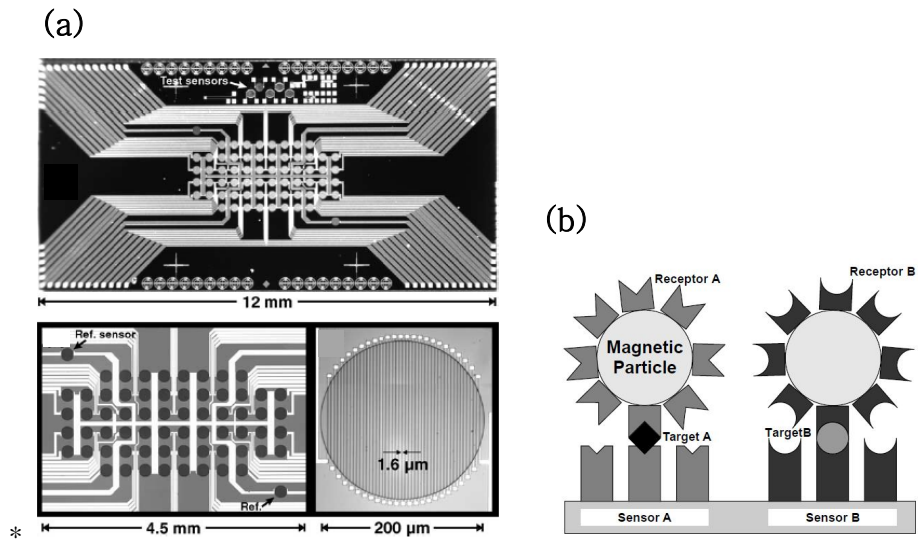 (a)
Test sensors
12 mm
Ref. sensor
1.6 µm
Ref.
*
4.5 mm
200 µm
(b)
Receptor A
Receptor B
Magnetic
Particle
Target A
TargetB
Sensor A
Sensor B